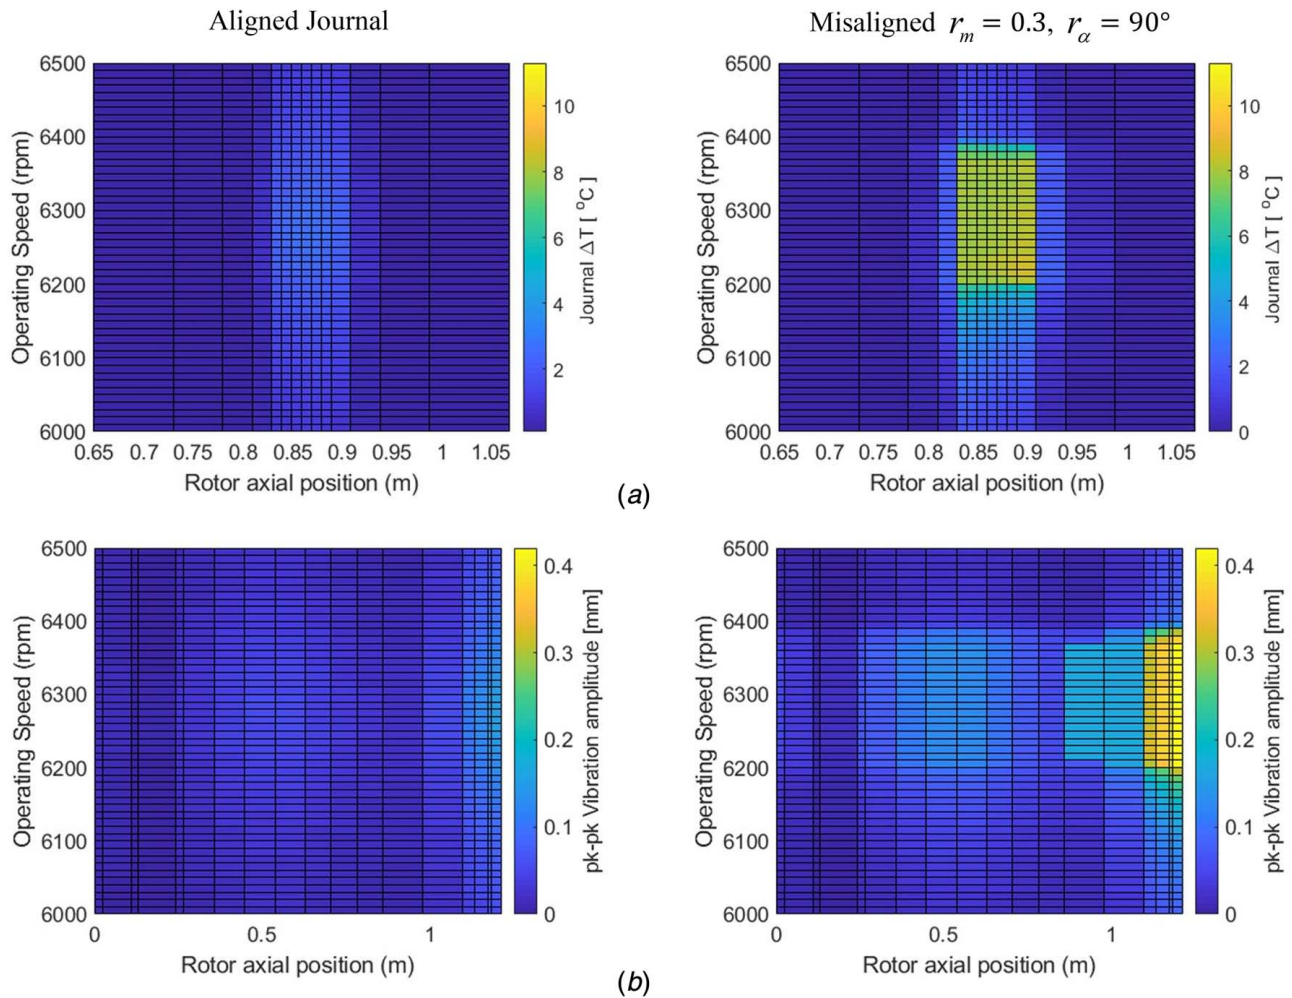 Aligned Journal
Misaligned r_m = 0.3, r_α = 90°
6500
6400
6300
6200
6100
6000
Operating Speed (rpm)
0.65 0.7 0.75 0.8 0.85 0.9 0.95 1 1.05
Rotor axial position (m)
10
8
6
4
2
Journal ΔT [ °C ]
6500
6400
6300
6200
6100
6000
Operating Speed (rpm)
0.65 0.7 0.75 0.8 0.85 0.9 0.95 1 1.05
Rotor axial position (m)
10
8
6
4
2
0
Journal ΔT [ °C ]
(a)
6500
6400
6300
6200
6100
6000
Operating Speed (rpm)
0 0.5 1
Rotor axial position (m)
0.4
0.3
0.2
0.1
0
pk-pk Vibration amplitude [mm]
6500
6400
6300
6200
6100
6000
Operating Speed (rpm)
0 0.5 1
Rotor axial position (m)
0.4
0.3
0.2
0.1
0
pk-pk Vibration amplitude [mm]
(b)